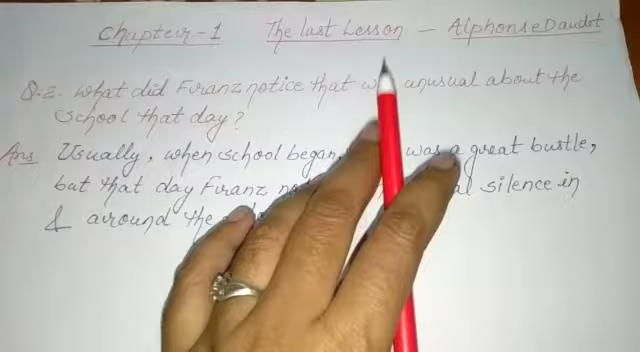 Chapter-1 The last Lesson - Alphonse Daudet
Q.2. What did Franz notice that unusual about the
School that day?
Ans Usually, when school began, was a great bustle,
but that day Franz silence in
& around the